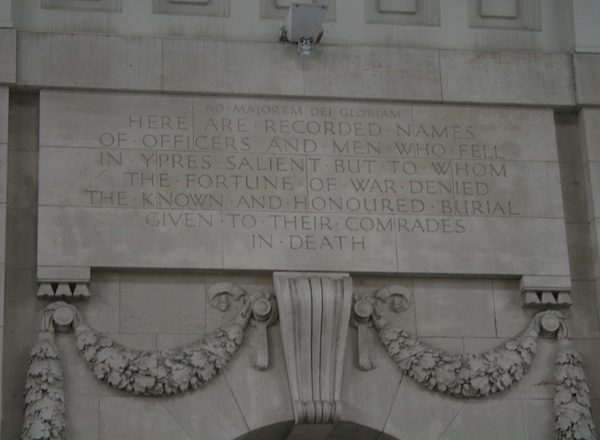 AD·MAJOREM·DEI·GLORIAM
HERE·ARE·RECORDED·NAMES
OF·OFFICERS·AND·MEN·WHO·FELL
IN·YPRES·SALIENT·BUT·TO·WHOM
THE·FORTUNE·OF·WAR·DENIED
THE·KNOWN·AND·HONOURED·BURIAL
GIVEN·TO·THEIR·COMRADES
IN·DEATH